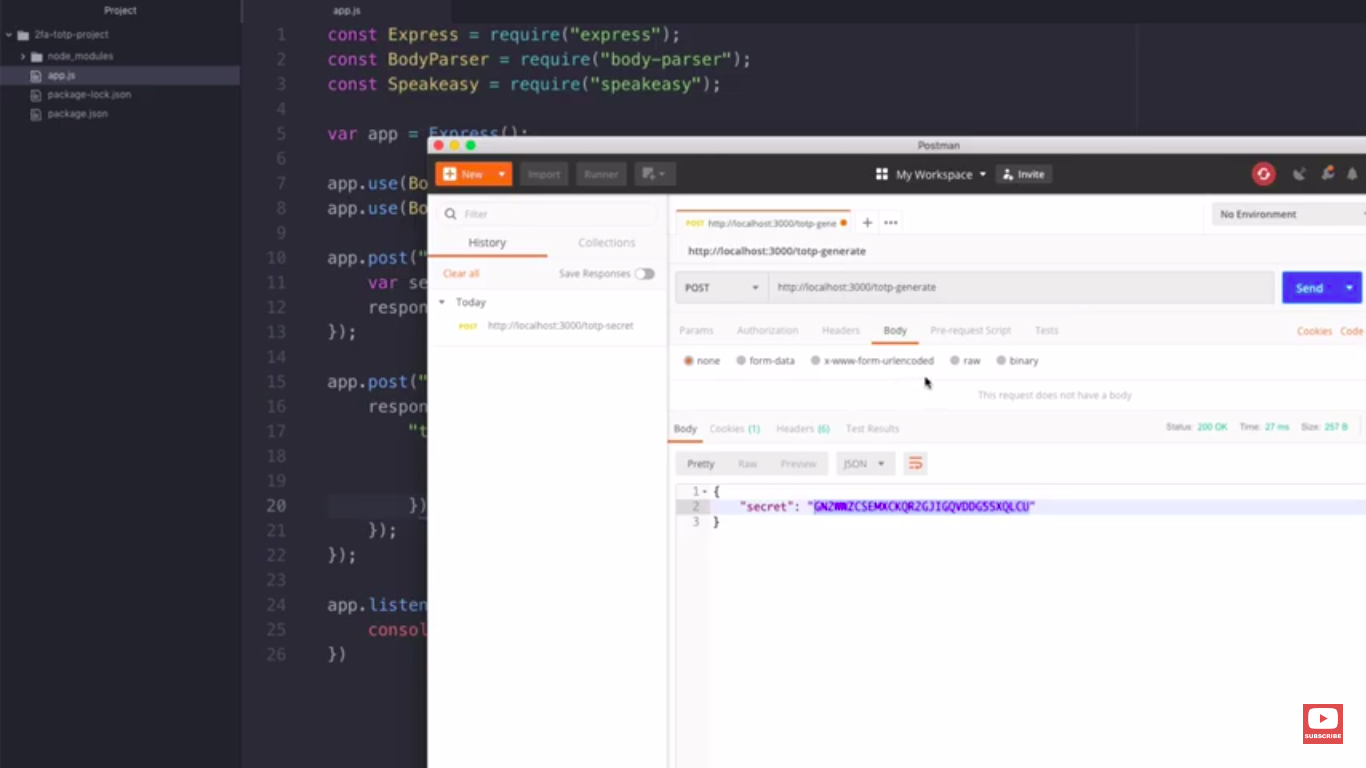 Project
2fa-totp-project
node_modules
app.js
package-lock.json
package.json
app.js
1 const Express = require("express");
2 const BodyParser = require("body-parser");
3 const Speakeasy = require("speakeasy");
4
5 var app = Express();
6
7 app.use(Bo
8 app.use(Bo
9
10 app.post("
11 var se
12 respon
13 });
14
15 app.post("
16 respon
17 "t
18
19
20 })
21 });
22 });
23
24 app.listen
25 consol
26 })
Postman
New Import Runner My Workspace Invite
Filter
History Collections
Clear all Save Responses
Today
POST http://localhost:3000/totp-secret
POST http://localhost:3000/totp-gene + ••• No Environment
http://localhost:3000/totp-generate
POST http://localhost:3000/totp-generate Send
Params Authorization Headers Body Pre-request Script Tests Cookies Code
none form-data x-www-form-urlencoded raw binary
This request does not have a body
Body Cookies (1) Headers (6) Test Results Status: 200 OK Time: 27 ms Size: 257 B
Pretty Raw Preview JSON
1 {
2 "secret":
3 }
SUBSCRIBE